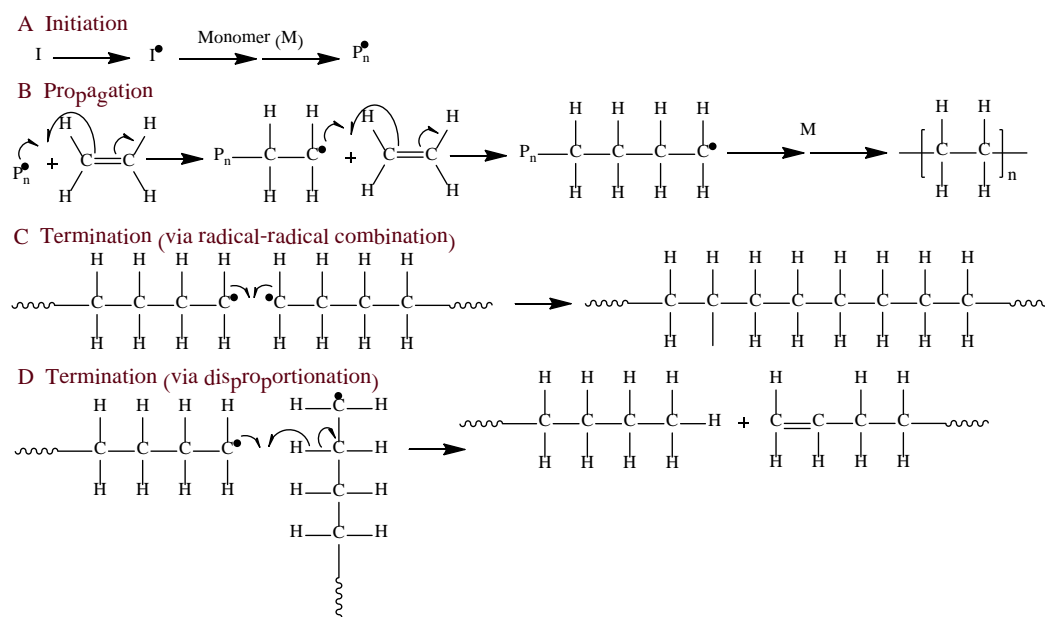 A Initiation
I I• Monomer (M) Pn•
B Propagation
H H H H H H H H H H H H
Pn• + C C Pn C C• + C C Pn C C C C• M C C n
H H H H H H H H H H H H
C Termination (via radical-radical combination)
H H H H H H H H H H H H H H H H
C C C C• •C C C C C C C C C C C C
H H H H H H H H H H H H H H H
D Termination (via disproportionation)
H H H H H C• H H H H H H H H
C C C C• H C H C C C C H + C C C C
H H H H H C H H H H H H H H
H C H